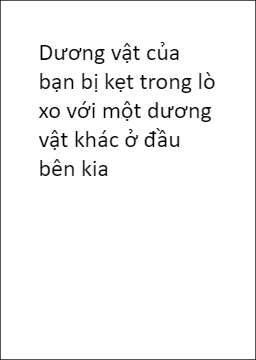 Dương vật của
bạn bị kẹt trong lò
xo với một dương
vật khác ở đầu
bên kia